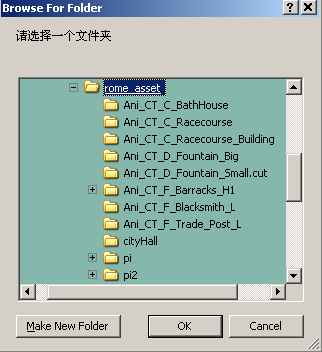 Browse For Folder
请选择一个文件夹
rome_asset
Ani_CT_C_BathHouse
Ani_CT_C_Racecourse
Ani_CT_C_Racecourse_Building
Ani_CT_D_Fountain_Big
Ani_CT_D_Fountain_Small.cut
Ani_CT_F_Barracks_H1
Ani_CT_F_Blacksmith_L
Ani_CT_F_Trade_Post_L
cityHall
pi
pi2
Make New Folder
OK
Cancel